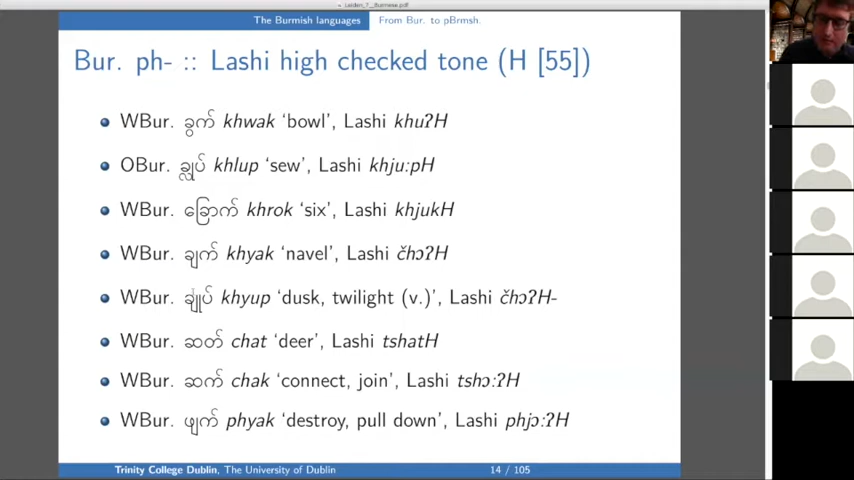 Leiden_7__Burmese.pdf
The Burmish languages From Bur. to pBrmsh.
Bur. ph- :: Lashi high checked tone (H [55])
WBur. ခွက် khwak ‘bowl’, Lashi khuʔH
OBur. ခ္လုပ် khlup ‘sew’, Lashi khju:pH
WBur. ခြောက် khrok ‘six’, Lashi khjukH
WBur. ချက် khyak ‘navel’, Lashi čhɔʔH
WBur. ချုပ် khyup ‘dusk, twilight (v.)’, Lashi čhɔʔH-
WBur. ဆတ် chat ‘deer’, Lashi tshatH
WBur. ဆက် chak ‘connect, join’, Lashi tshɔ:ʔH
WBur. ဖျက် phyak ‘destroy, pull down’, Lashi phjɔ:ʔH
Trinity College Dublin, The University of Dublin 14 / 105